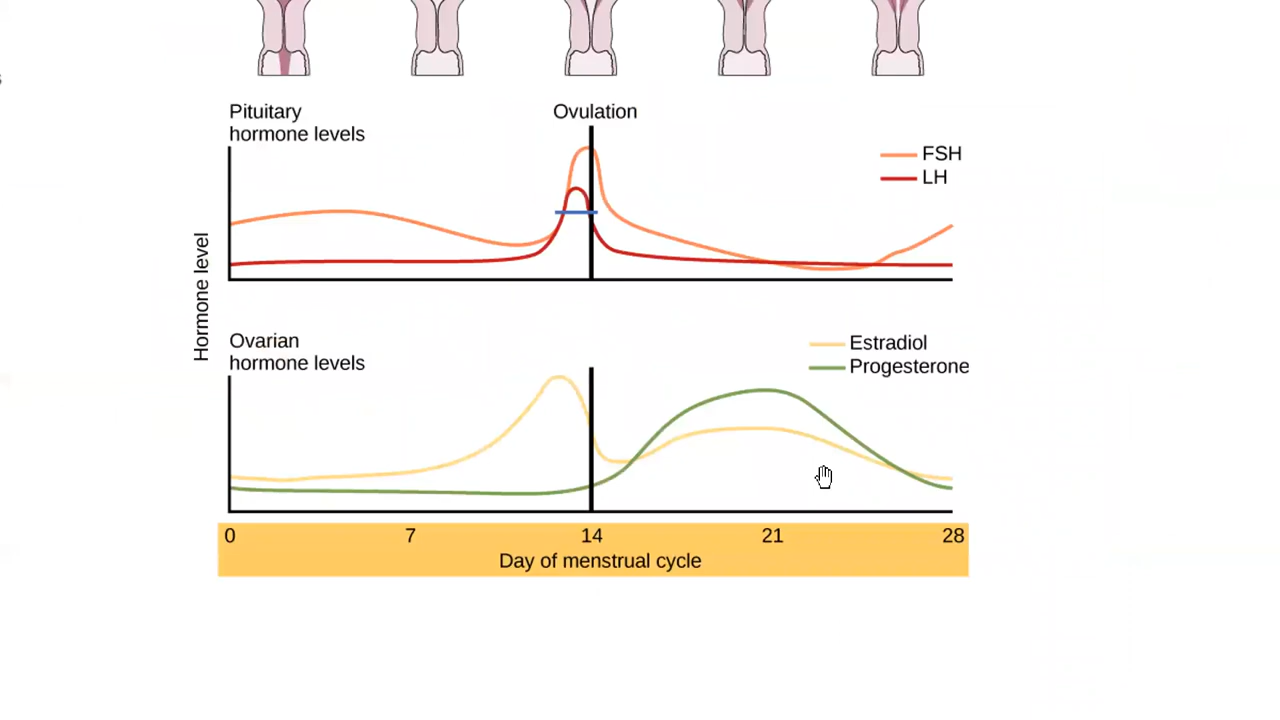 Pituitary
hormone levels
Ovulation
FSH
LH
Hormone level
Ovarian
hormone levels
Estradiol
Progesterone
0 7 14 21 28
Day of menstrual cycle